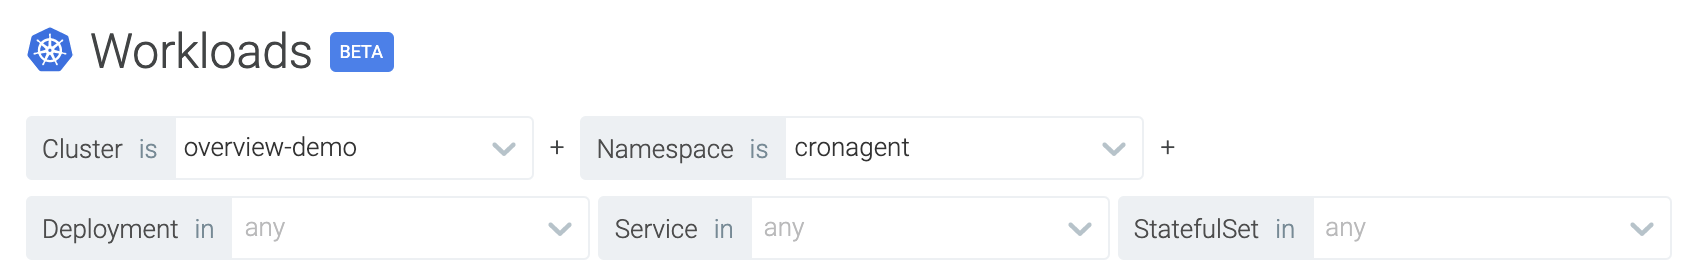 Workloads BETA
Cluster is overview-demo + Namespace is cronagent +
Deployment in any Service in any StatefulSet in any